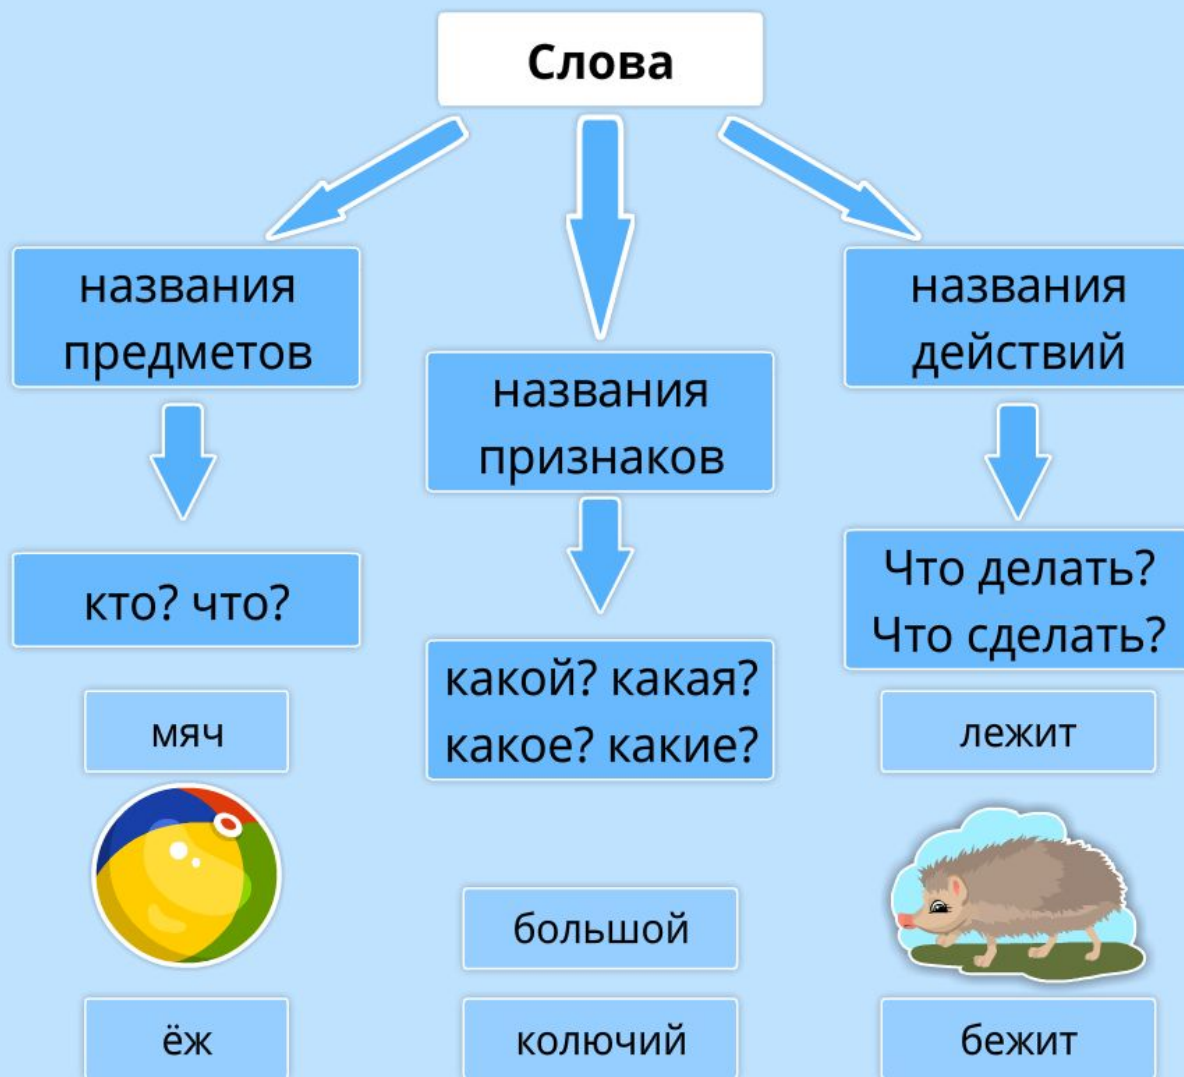 Слова
названия
предметов
названия
признаков
названия
действий
кто? что?
какой? какая?
какое? какие?
Что делать?
Что сделать?
мяч
лежит
большой
ёж
колючий
бежит